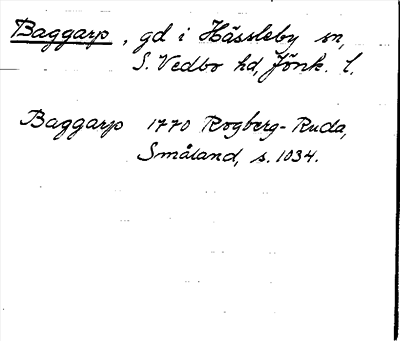 Baggarp, gd i Hässleby sn,
S. Vedbo hd, Jönk. l.
Baggarp 1770 Rogberg-Ruda,
Småland, s. 1034.